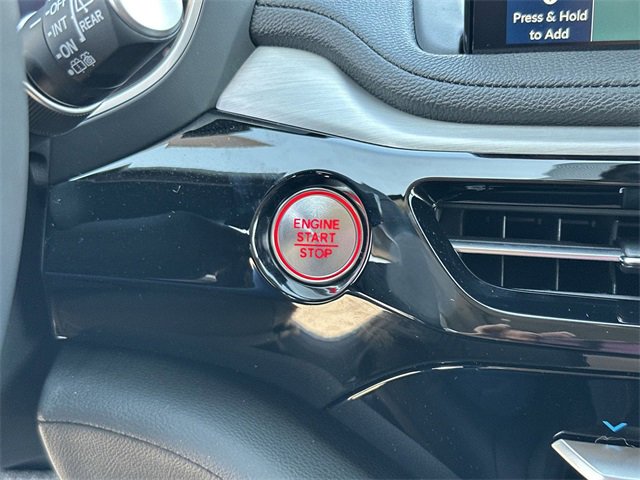 OFF
INT
ON
REAR
Press & Hold
to Add
ENGINE
START
STOP